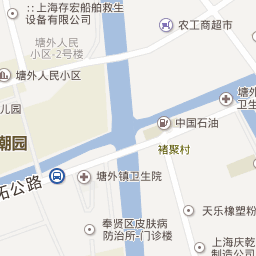 ::上海存宏船舶救生
设备有限公司
农工商超市
塘外人民
小区-2号楼
塘外人民小区
塘外
卫生
儿园
中国石油
潮园
褚聚村
塘外镇卫生院
拓公路
天乐橡塑粉
奉贤区皮肤病
防治所-门诊楼
上海庆乾
制造公司